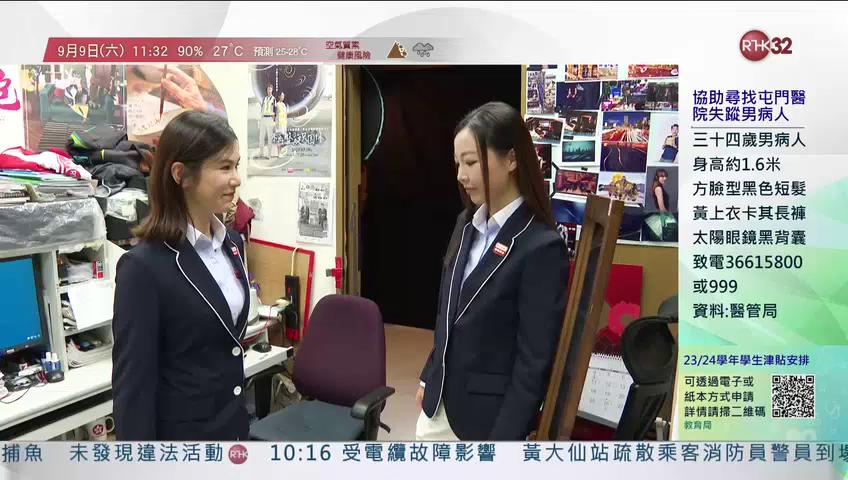 9月9日(六) 11:32 90% 27°C 預測 25-28°C
空氣質素
健康風險
RTHK 32
協助尋找屯門醫
院失蹤男病人
三十四歲男病人
身高約1.6米
方臉型黑色短髮
黃上衣卡其長褲
太陽眼鏡黑背囊
致電36615800
或999
資料:醫管局
23/24學年學生津貼安排
可透過電子或
紙本方式申請
詳情請掃二維碼
教育局
捕魚 未發現違法活動 RTHK 10:16 受電纜故障影響 黃大仙站疏散乘客消防員警員到場